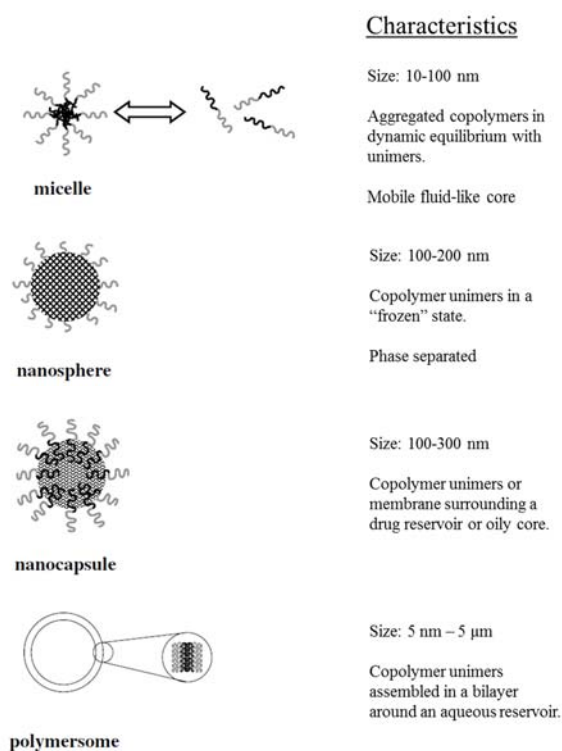 Characteristics
Size: 10-100 nm
Aggregated copolymers in
dynamic equilibrium with
unimers.
Mobile fluid-like core
micelle
Size: 100-200 nm
Copolymer unimers in a
“frozen” state.
Phase separated
nanosphere
Size: 100-300 nm
Copolymer unimers or
membrane surrounding a
drug reservoir or oily core.
nanocapsule
Size: 5 nm – 5 μm
Copolymer unimers
assembled in a bilayer
around an aqueous reservoir.
polymersome